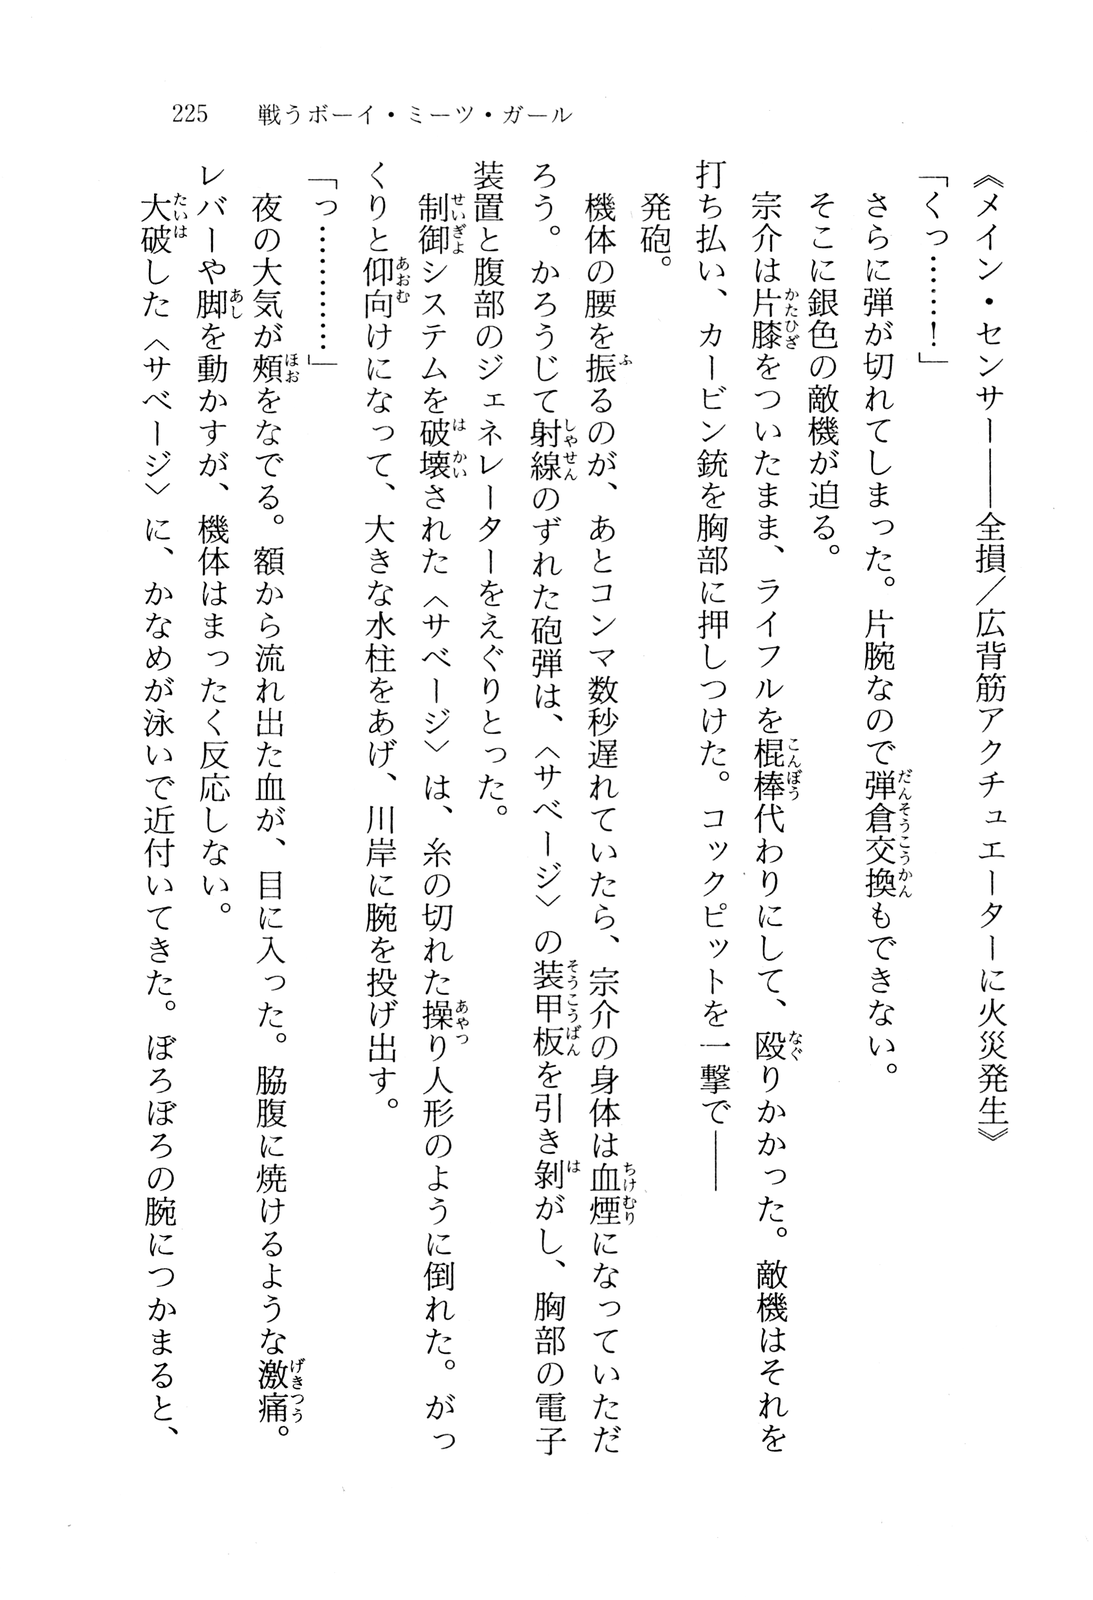 225　戦うボーイ・ミーツ・ガール
《メイン・センサー――全損／広背筋アクチュエーターに火災発生》
「くっ……！」
　さらに弾が切れてしまった。片腕なので弾倉交換もできない。
　そこに銀色の敵機が迫る。
　宗介は片膝をついたまま、ライフルを棍棒代わりにして、殴りかかった。敵機はそれを
打ち払い、カービン銃を胸部に押しつけた。コックピットを一撃で――
　発砲。
　機体の腰を振るのが、あとコンマ数秒遅れていたら、宗介の身体は血煙になっていただ
ろう。かろうじて射線のずれた砲弾は、〈サベージ〉の装甲板を引き剝がし、胸部の電子
装置と腹部のジェネレーターをえぐりとった。
　制御システムを破壊された〈サベージ〉は、糸の切れた操り人形のように倒れた。がっ
くりと仰向けになって、大きな水柱をあげ、川岸に腕を投げ出す。
「っ…………」
　夜の大気が頰をなでる。額から流れ出た血が、目に入った。脇腹に焼けるような激痛。
レバーや脚を動かすが、機体はまったく反応しない。
　大破した〈サベージ〉に、かなめが泳いで近付いてきた。ぼろぼろの腕につかまると、